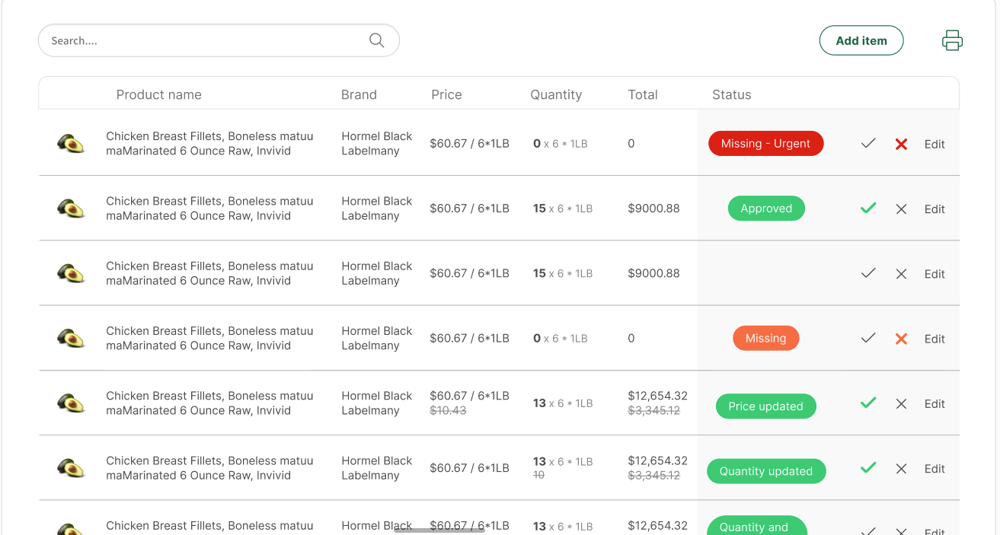 Search....
Add item
Product name Brand Price Quantity Total Status
Chicken Breast Fillets, Boneless matuu Hormel Black
maMarinated 6 Ounce Raw, Invivid Labelmany $60.67 / 6*1LB 0 x 6 * 1LB 0 Missing - Urgent Edit
Chicken Breast Fillets, Boneless matuu Hormel Black
maMarinated 6 Ounce Raw, Invivid Labelmany $60.67 / 6*1LB 15 x 6 * 1LB $9000.88 Approved Edit
Chicken Breast Fillets, Boneless matuu Hormel Black
maMarinated 6 Ounce Raw, Invivid Labelmany $60.67 / 6*1LB 15 x 6 * 1LB $9000.88 Edit
Chicken Breast Fillets, Boneless matuu Hormel Black
maMarinated 6 Ounce Raw, Invivid Labelmany $60.67 / 6*1LB 0 x 6 * 1LB 0 Missing Edit
Chicken Breast Fillets, Boneless matuu Hormel Black $60.67 / 6*1LB 13 x 6 * 1LB $12,654.32
maMarinated 6 Ounce Raw, Invivid Labelmany $10.43 $3,345.12 Price updated Edit
Chicken Breast Fillets, Boneless matuu Hormel Black $60.67 / 6*1LB 13 x 6 * 1LB $12,654.32
maMarinated 6 Ounce Raw, Invivid Labelmany 10 $3,345.12 Quantity updated Edit
Chicken Breast Fillets, Boneless matuu Hormel Black $60.67 / 6*1LB 13 x 6 * 1LB $12,654.32 Quantity and Edit